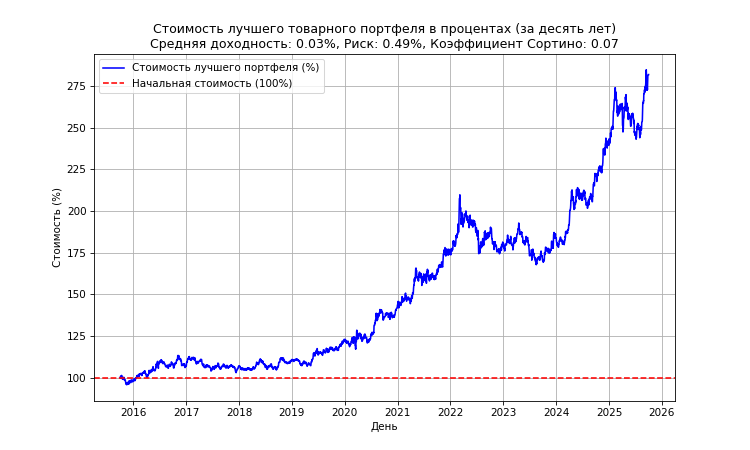 Стоимость лучшего товарного портфеля в процентах (за десять лет)
Средняя доходность: 0.03%, Риск: 0.49%, Коэффициент Сортино: 0.07
Стоимость лучшего портфеля (%)
Начальная стоимость (100%)
Стоимость (%)
275
250
225
200
175
150
125
100
2016 2017 2018 2019 2020 2021 2022 2023 2024 2025 2026
День